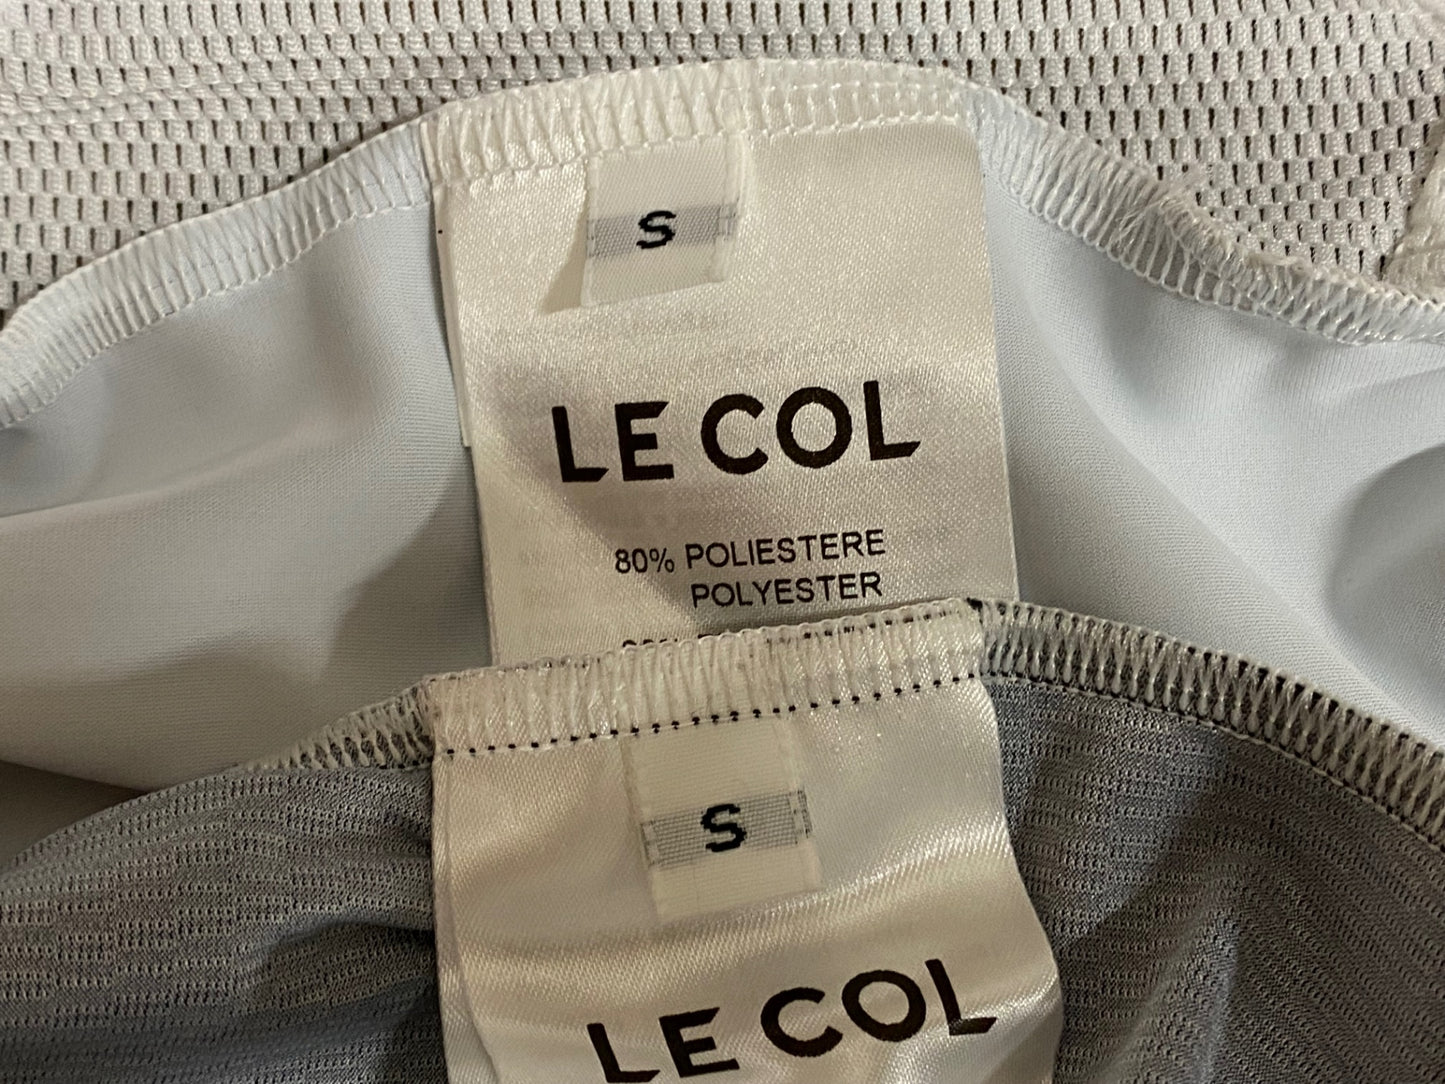 S
LE COL
80% POLIESTERE
POLYESTER
S
LE COL